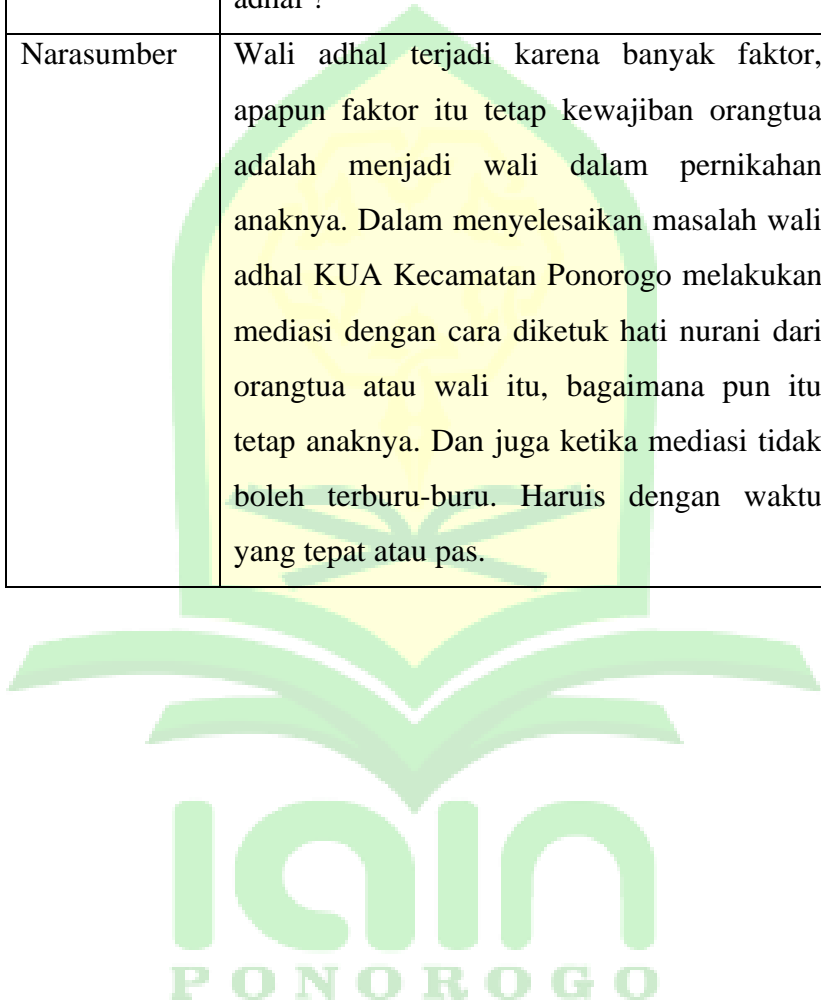 adhal ?
Narasumber
Wali adhal terjadi karena banyak faktor,
apapun faktor itu tetap kewajiban orangtua
adalah menjadi wali dalam pernikahan
anaknya. Dalam menyelesaikan masalah wali
adhal KUA Kecamatan Ponorogo melakukan
mediasi dengan cara diketuk hati nurani dari
orangtua atau wali itu, bagaimana pun itu
tetap anaknya. Dan juga ketika mediasi tidak
boleh terburu-buru. Haruis dengan waktu
yang tepat atau pas.
iain
PONOROGO